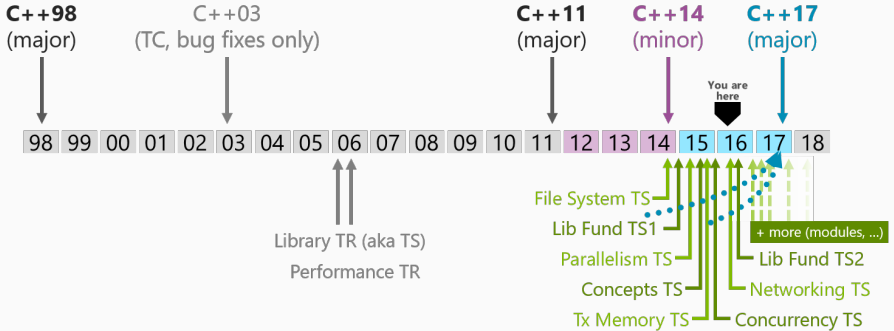 C++98
(major)
C++03
(TC, bug fixes only)
C++11
(major)
C++14
(minor)
C++17
(major)
You are
here
98 99 00 01 02 03 04 05 06 07 08 09 10 11 12 13 14 15 16 17 18
File System TS
Lib Fund TS1
+ more (modules, ...)
Library TR (aka TS)
Parallelism TS
Lib Fund TS2
Performance TR
Concepts TS
Networking TS
Tx Memory TS
Concurrency TS